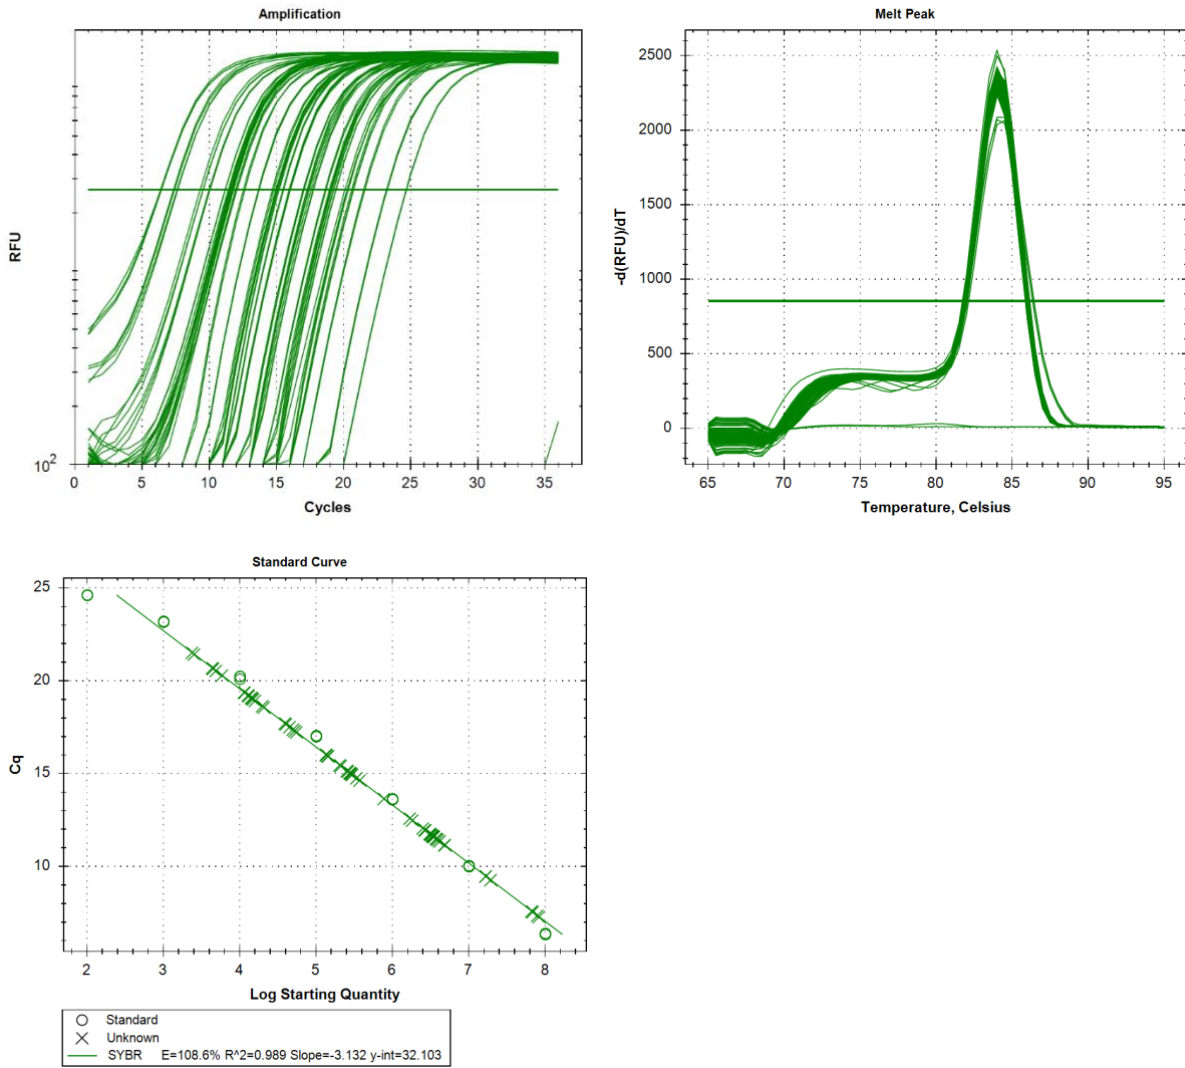 Amplification
RFU
10²
0 5 10 15 20 25 30 35
Cycles
Melt Peak
-d(RFU)/dT
2500
2000
1500
1000
500
0
65 70 75 80 85 90 95
Temperature, Celsius
Standard Curve
Cq
25
20
15
10
2 3 4 5 6 7 8
Log Starting Quantity
Standard
Unknown
SYBR E=108.6% R^2=0.989 Slope=-3.132 y-int=32.103